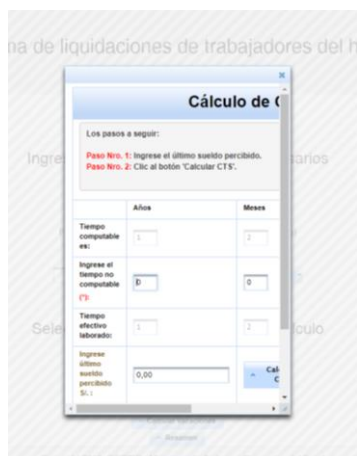 na de liquidaciones de trabajadores del h
Cálculo de C
Los pasos a seguir:
Paso Nro. 1: Ingrese el último sueldo percibido.
Paso Nro. 2: Clic al botón 'Calcular CTS'.
Ingre
arios
Años Meses
Tiempo
computable
es:
1 2
Ingrese el
tiempo no
computable
(*):
0 0
Tiempo
efectivo
laborado:
1 2
Sele
culo
Ingrese
último
sueldo
percibido
S/. :
0,00
Cal
C